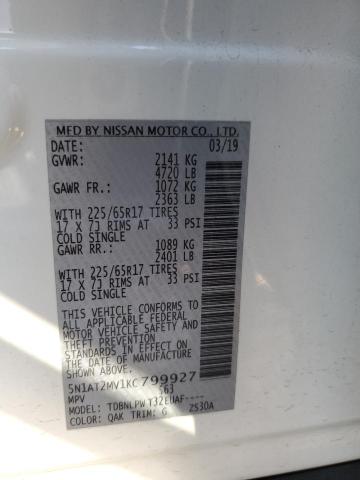 MFD BY NISSAN MOTOR CO., LTD.
DATE: 03/19
GVWR: 2141 KG
4720 LB
GAWR FR.: 1072 KG
2363 LB
WITH 225/65R17 TIRES
17 X 7J RIMS AT 33 PSI
COLD SINGLE
GAWR RR.: 1089 KG
2401 LB
WITH 225/65R17 TIRES
17 X 7J RIMS AT 33 PSI
COLD SINGLE
THIS VEHICLE CONFORMS TO
ALL APPLICABLE FEDERAL
MOTOR VEHICLE SAFETY
AND THEFT PREVENTION
STANDARDS IN EFFECT ON
THE DATE OF MANUFACTURE
SHOWN ABOVE.
5N1AT2MV1KC799927
MPV S63
MODEL: TDBNLPW T32EUAF----
COLOR: QAK TRIM: G ZS30A